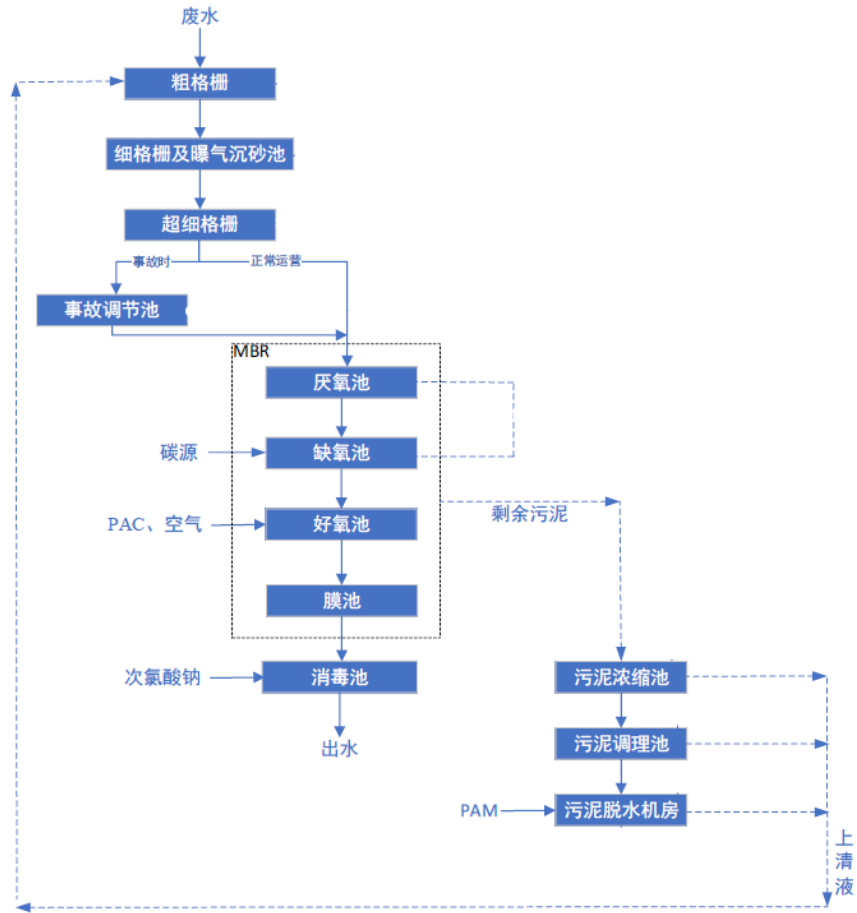 废水
粗格栅
细格栅及曝气沉砂池
超细格栅
事故时
正常运营
事故调节池
MBR
厌氧池
碳源
缺氧池
PAC、空气
好氧池
剩余污泥
膜池
次氯酸钠
消毒池
污泥浓缩池
出水
污泥调理池
PAM
污泥脱水机房
上
清
液